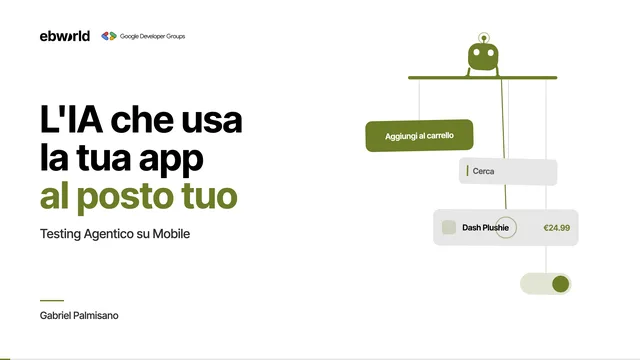 ebworld
Google Developer Groups
L'IA che usa
la tua app
al posto tuo
Testing Agentico su Mobile
Gabriel Palmisano
Aggiungi al carrello
Cerca
Dash Plushie €24.99